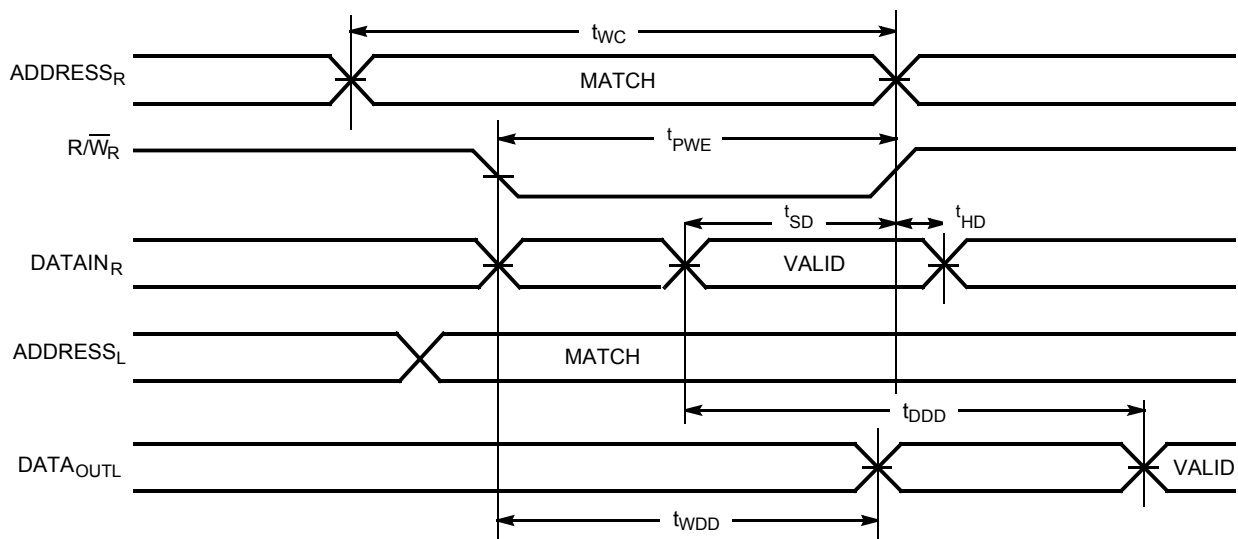 tWC
ADDRESSR
MATCH
R/W̅R
tPWE
tSD
tHD
DATAINR
VALID
ADDRESSL
MATCH
tDDD
DATAOUTL
VALID
tWDD